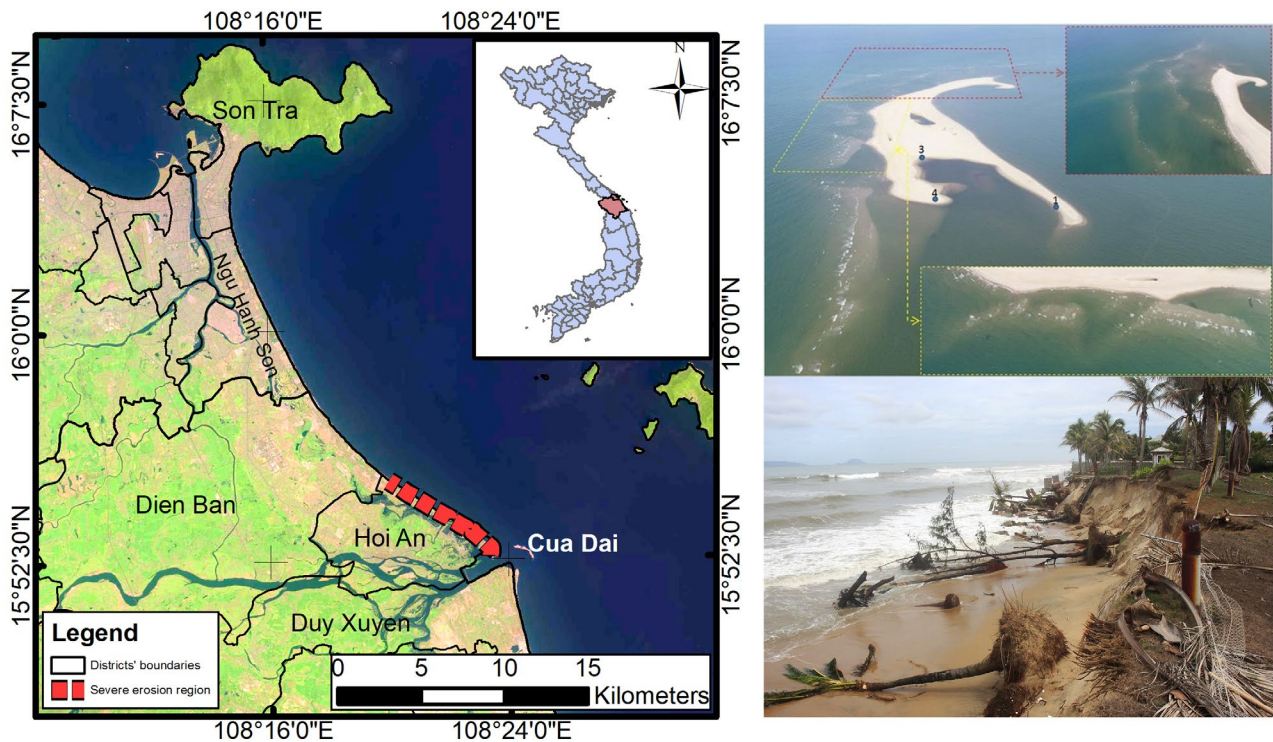 108°16'0"E
108°24'0"E
16°7'30"N
16°0'0"N
15°52'30"N
N
Son Tra
Ngu Hanh Son
Dien Ban
Hoi An
Cua Dai
Duy Xuyen
Legend
Districts' boundaries
Severe erosion region
0 5 10 15
Kilometers
108°16'0"E
108°24'0"E
16°7'30"N
16°0'0"N
15°52'30"N
3
4
1